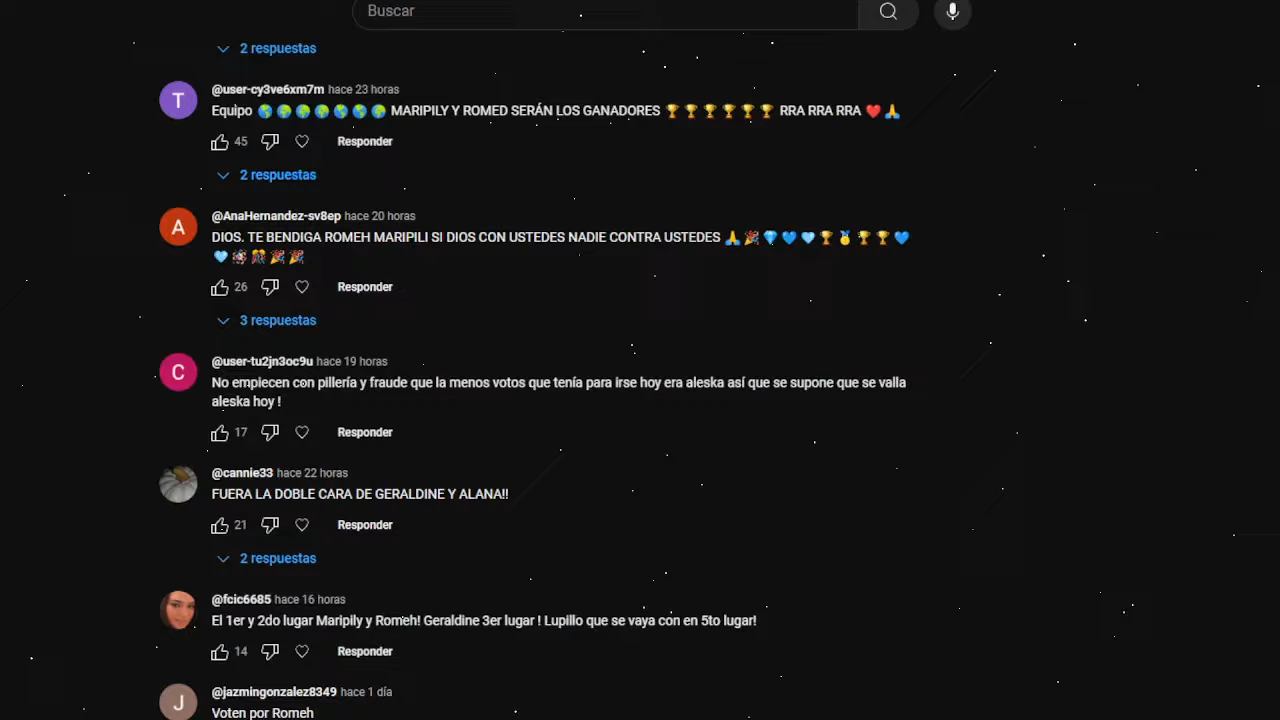 Buscar
2 respuestas
T
@user-cy3ve6xm7m hace 23 horas
Equipo 🌎🌎🌎🌎🌎🌎🌎 MARIPILY Y ROMED SERÁN LOS GANADORES 🏆🏆🏆🏆🏆🏆 RRA RRA RRA ❤️🙏
45 Responder
2 respuestas
A
@AnaHernandez-sv8ep hace 20 horas
DIOS. TE BENDIGA ROMEH MARIPILI SI DIOS CON USTEDES NADIE CONTRA USTEDES 🙏🎉💎💙🩵🏆🥇🏆🏆💙
🩵🎊🎉🎉
26 Responder
3 respuestas
C
@user-tu2jn3oc9u hace 19 horas
No empiecen con pillería y fraude que la menos votos que tenía para irse hoy era aleska así que se supone que se valla
aleska hoy !
17 Responder
@cannie33 hace 22 horas
FUERA LA DOBLE CARA DE GERALDINE Y ALANA!!
21 Responder
2 respuestas
@fcic6685 hace 16 horas
El 1er y 2do lugar Maripily y Romeh! Geraldine 3er lugar ! Lupillo que se vaya con en 5to lugar!
14 Responder
J
@jazmingonzalez8349 hace 1 día
Voten por Romeh